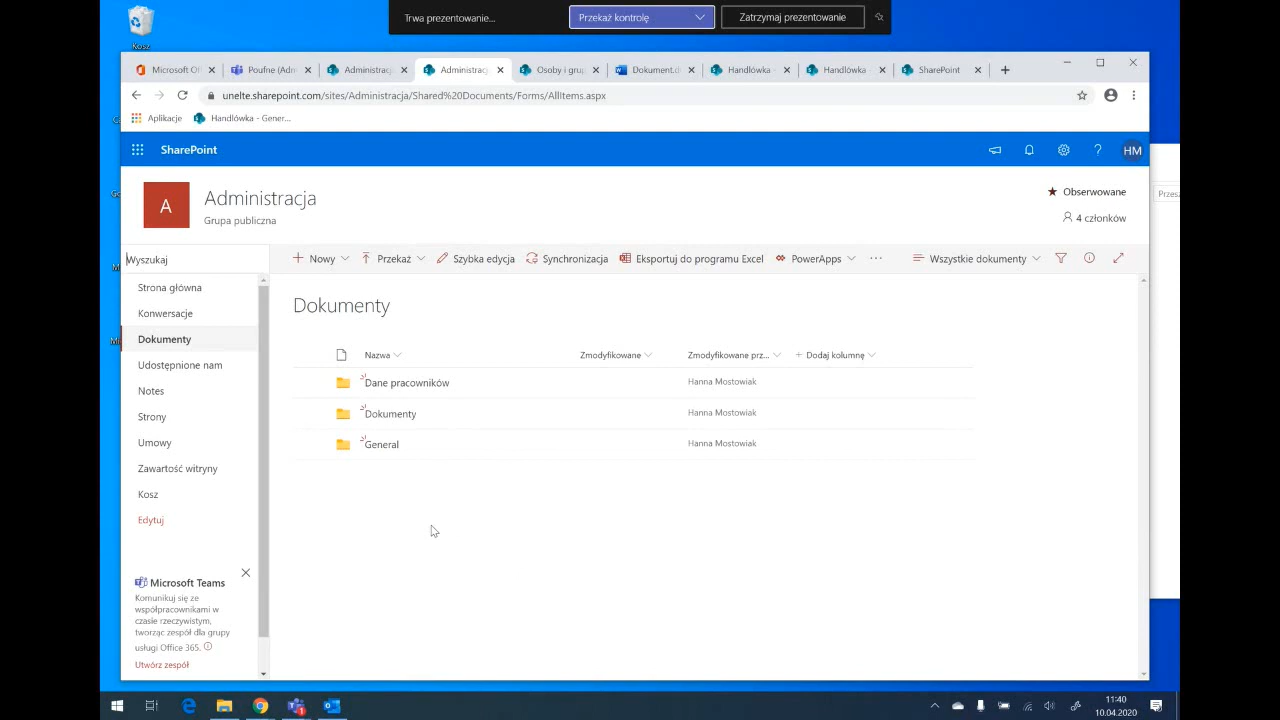 Trwa prezentowanie...
Przekaż kontrolę
Zatrzymaj prezentowanie
Kosz
Microsoft Of
Poufne (Adm
Administracja
Administracj
Osoby i grup
Dokument.d
Handlówka -
Handlówka -
SharePoint
unelte.sharepoint.com/sites/Administracja/Shared%20Documents/Forms/AllItems.aspx
Aplikacje
Handlówka - Gener...
SharePoint
HM
A
Administracja
Grupa publiczna
Obserwowane
4 członków
Przesz
Wyszukaj
Nowy
Przekaż
Szybka edycja
Synchronizacja
Eksportuj do programu Excel
PowerApps
Wszystkie dokumenty
Strona główna
Konwersacje
Dokumenty
Udostępnione nam
Notes
Strony
Umowy
Zawartość witryny
Kosz
Edytuj
Dokumenty
Nazwa
Zmodyfikowane
Zmodyfikowane prz...
+ Dodaj kolumnę
Dane pracowników
Hanna Mostowiak
Dokumenty
Hanna Mostowiak
General
Hanna Mostowiak
Microsoft Teams
Komunikuj się ze
współpracownikami w
czasie rzeczywistym,
tworząc zespół dla grupy
usługi Office 365.
Utwórz zespół
11:40
10.04.2020